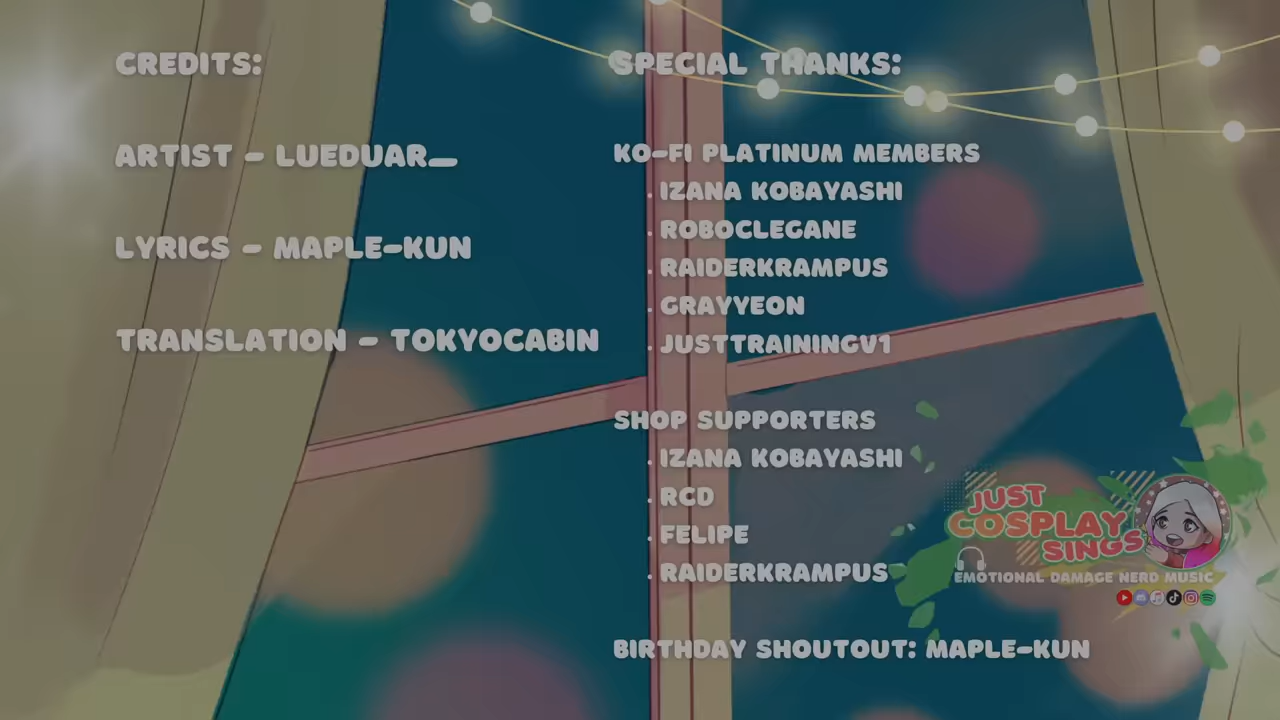 CREDITS:
ARTIST - LUEDUAR_
LYRICS - MAPLE-KUN
TRANSLATION - TOKYOCABIN
SPECIAL THANKS:
KO-FI PLATINUM MEMBERS
. IZANA KOBAYASHI
. ROBOCLEGANE
. RAIDERKRAMPUS
. GRAYYEON
. JUSTTRAININGV1
SHOP SUPPORTERS
. IZANA KOBAYASHI
. RCD
. FELIPE
. RAIDERKRAMPUS
BIRTHDAY SHOUTOUT: MAPLE-KUN
JUST
COSPLAY
SINGS
EMOTIONAL DAMAGE NERD MUSIC